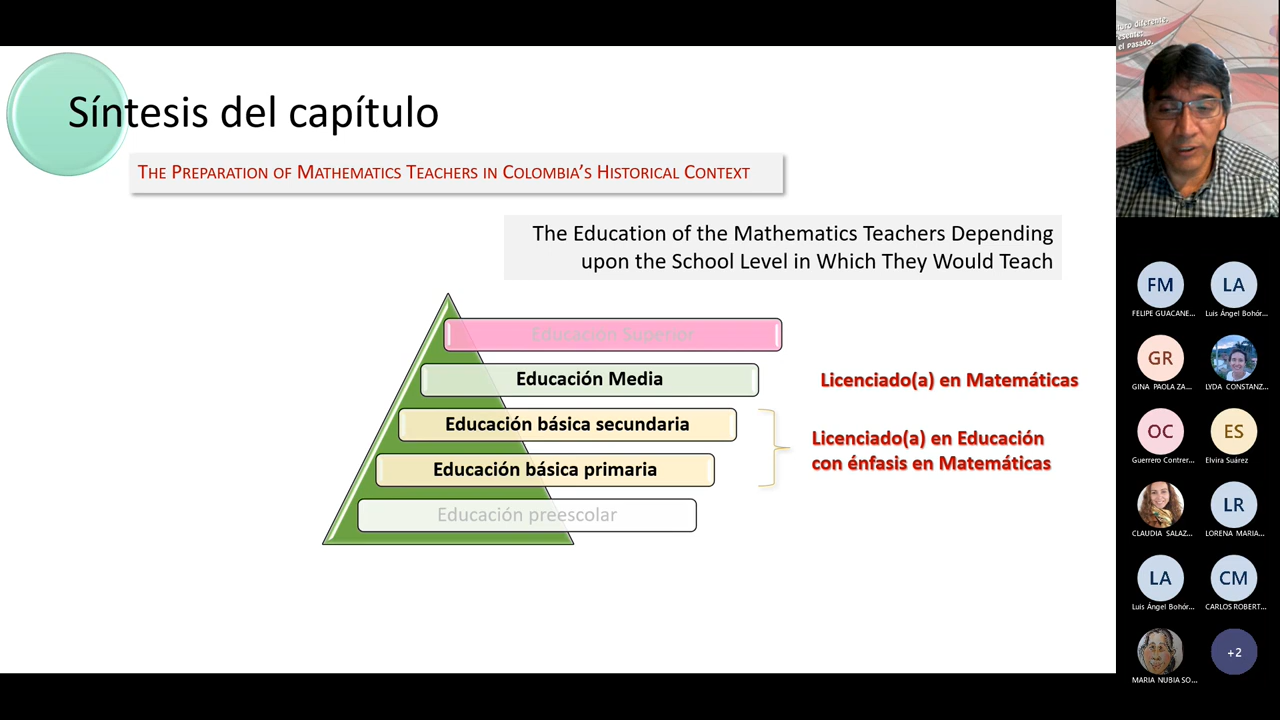 Síntesis del capítulo
THE PREPARATION OF MATHEMATICS TEACHERS IN COLOMBIA'S HISTORICAL CONTEXT
The Education of the Mathematics Teachers Depending
upon the School Level in Which They Would Teach
Educación Superior
Educación Media
Licenciado(a) en Matemáticas
Educación básica secundaria
Licenciado(a) en Educación
con énfasis en Matemáticas
Educación básica primaria
Educación preescolar
uro diferente.
el Pasado.
FM
LA
FELIPE GUACANE...
Luis Ángel Bohór...
GR
GINA PAOLA ZA...
LYDA CONSTANZ...
OC
ES
Guerrero Contrer...
Elvira Suárez
LR
CLAUDIA SALAZ...
LORENA MARIA...
LA
CM
Luis Ángel Bohór...
CARLOS ROBERT...
+2
MARIA NUBIA SO...